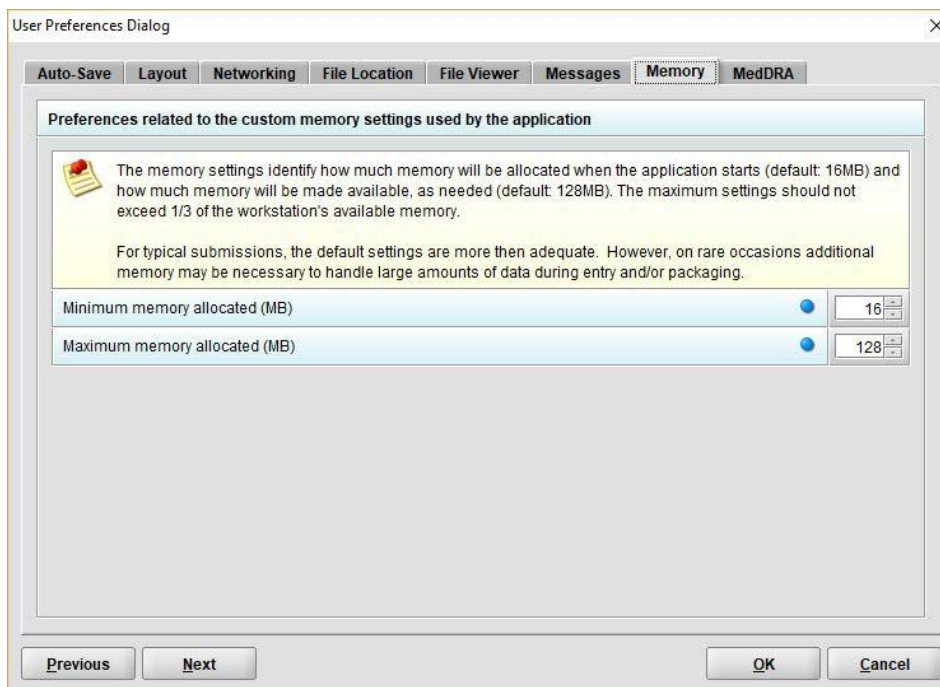 User Preferences Dialog
Auto-Save Layout Networking File Location File Viewer Messages Memory MedDRA
Preferences related to the custom memory settings used by the application
The memory settings identify how much memory will be allocated when the application starts (default: 16MB) and
how much memory will be made available, as needed (default: 128MB). The maximum settings should not
exceed 1/3 of the workstation's available memory.
For typical submissions, the default settings are more then adequate. However, on rare occasions additional
memory may be necessary to handle large amounts of data during entry and/or packaging.
Minimum memory allocated (MB) 16
Maximum memory allocated (MB) 128
Previous Next OK Cancel